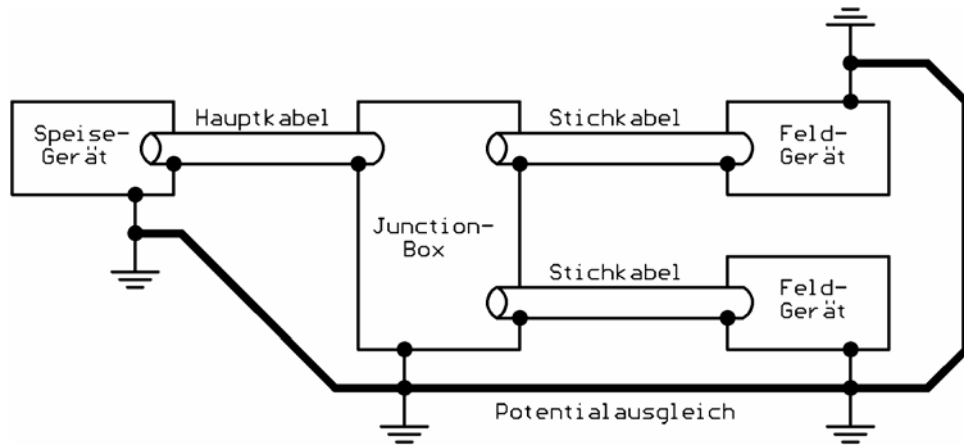 Speise-
Gerät
Hauptkabel
Junction-
Box
Stichkabel
Feld-
Gerät
Stichkabel
Feld-
Gerät
Potentialausgleich